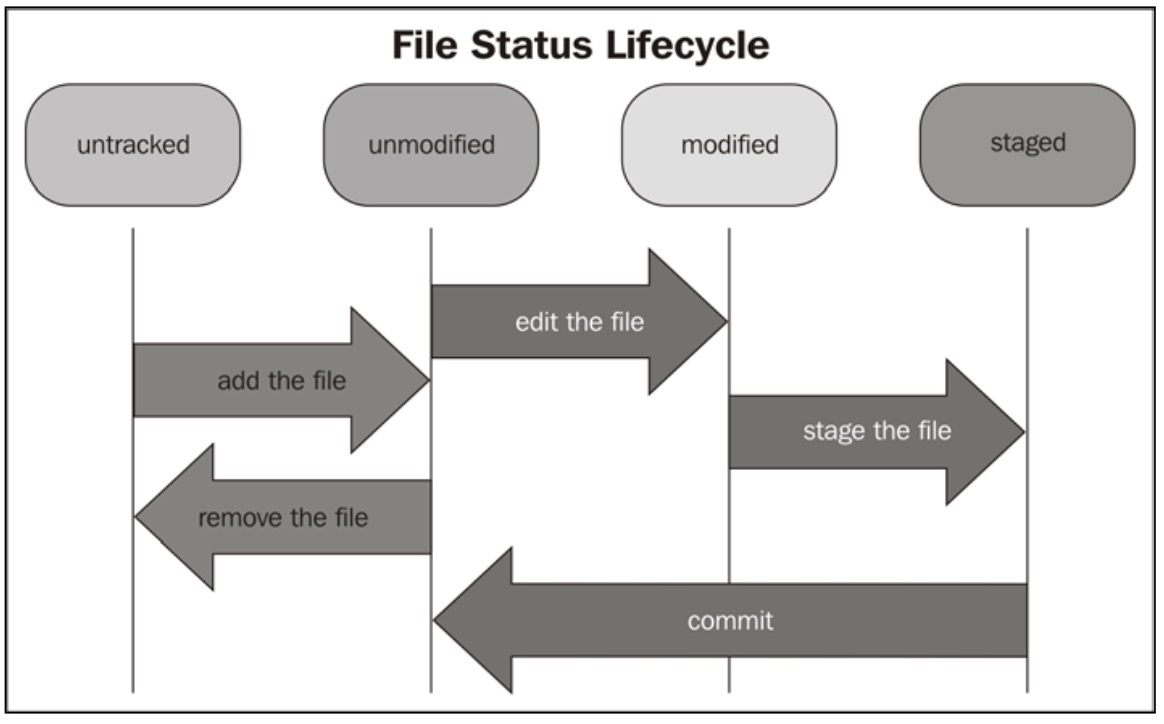 File Status Lifecycle
untracked
unmodified
modified
staged
edit the file
add the file
stage the file
remove the file
commit